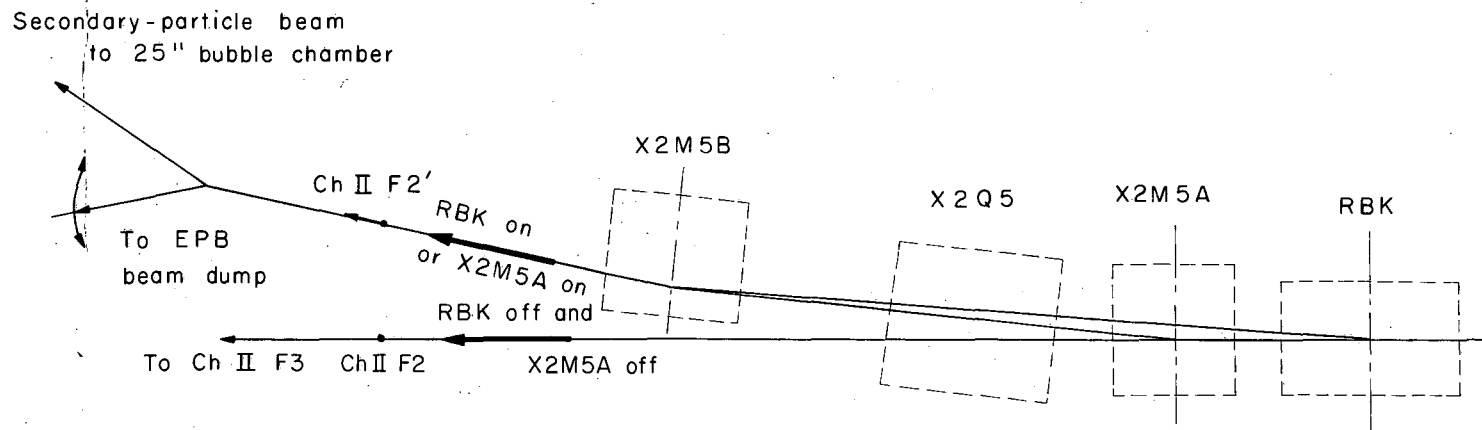 Secondary-particle beam
to 25" bubble chamber
X2M5B
X2Q5
X2M5A
RBK
Ch II F2'
RBK on
or X2M5A on
To EPB
beam dump
RBK off and
To Ch II F3
Ch II F2
X2M5A off